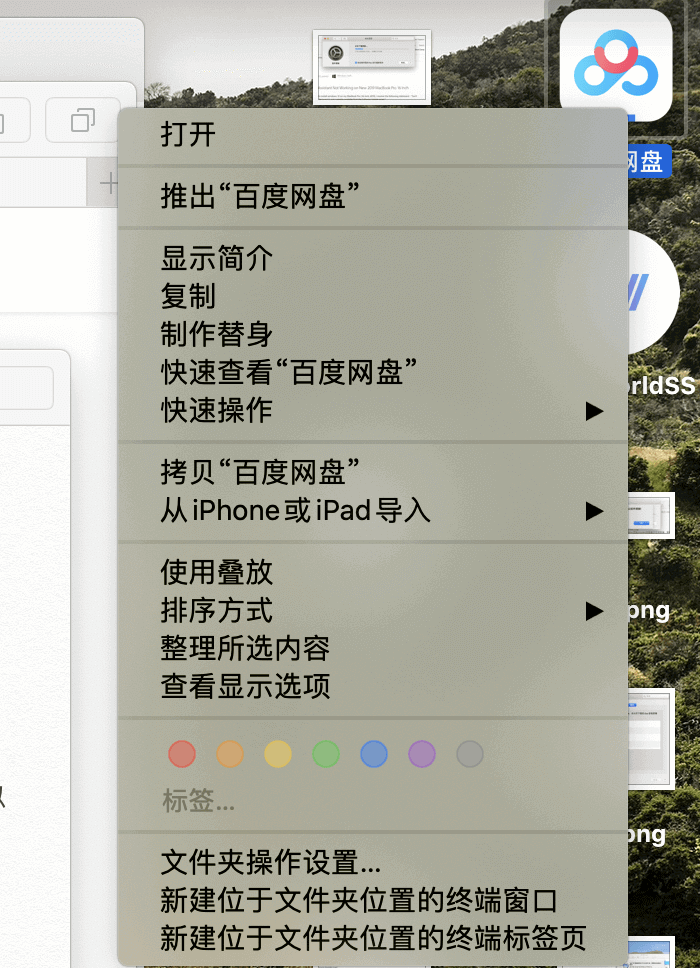 打开
网盘
推出“百度网盘”
显示简介
复制
制作替身
快速查看“百度网盘”
rldSS
快速操作
拷贝“百度网盘”
从 iPhone 或 iPad 导入
使用叠放
排序方式
png
整理所选内容
查看显示选项
标签...
png
文件夹操作设置...
新建位于文件夹位置的终端窗口
新建位于文件夹位置的终端标签页